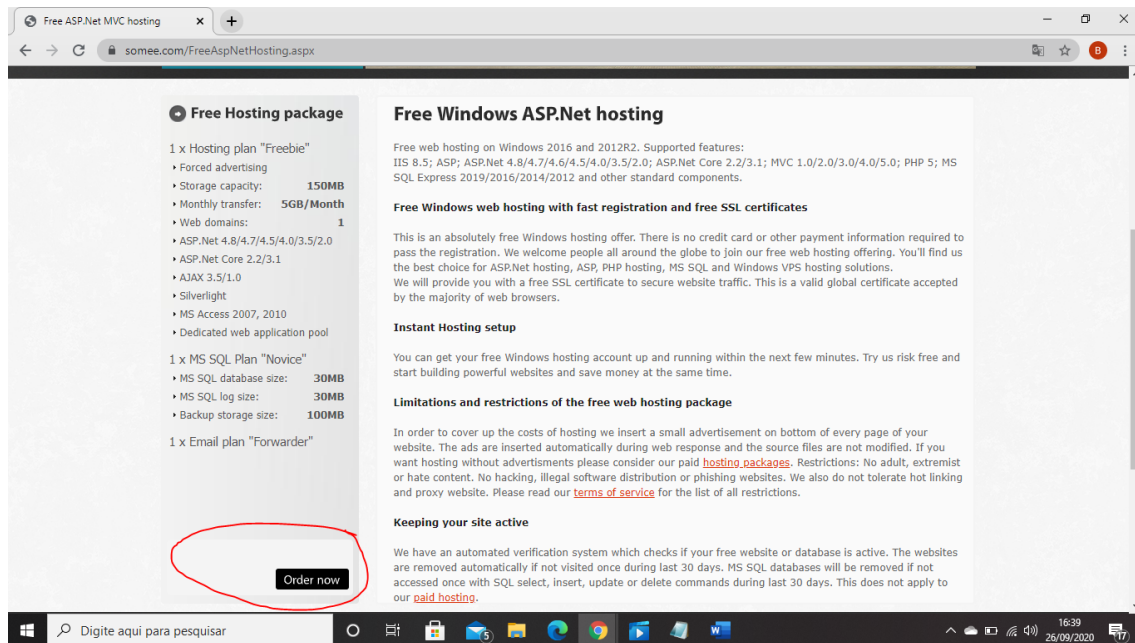 Free ASP.Net MVC hosting
somee.com/FreeAspNetHosting.aspx
B
Free Hosting package
1 x Hosting plan "Freebie"
Forced advertising
Storage capacity: 150MB
Monthly transfer: 5GB/Month
Web domains: 1
ASP.Net 4.8/4.7/4.5/4.0/3.5/2.0
ASP.Net Core 2.2/3.1
AJAX 3.5/1.0
Silverlight
MS Access 2007, 2010
Dedicated web application pool
1 x MS SQL Plan "Novice"
MS SQL database size: 30MB
MS SQL log size: 30MB
Backup storage size: 100MB
1 x Email plan "Forwarder"
Order now
Free Windows ASP.Net hosting
Free web hosting on Windows 2016 and 2012R2. Supported features:
IIS 8.5; ASP; ASP.Net 4.8/4.7/4.6/4.5/4.0/3.5/2.0; ASP.Net Core 2.2/3.1; MVC 1.0/2.0/3.0/4.0/5.0; PHP 5; MS
SQL Express 2019/2016/2014/2012 and other standard components.
Free Windows web hosting with fast registration and free SSL certificates
This is an absolutely free Windows hosting offer. There is no credit card or other payment information required to
pass the registration. We welcome people all around the globe to join our free web hosting offering. You'll find us
the best choice for ASP.Net hosting, ASP, PHP hosting, MS SQL and Windows VPS hosting solutions.
We will provide you with a free SSL certificate to secure website traffic. This is a valid global certificate accepted
by the majority of web browsers.
Instant Hosting setup
You can get your free Windows hosting account up and running within the next few minutes. Try us risk free and
start building powerful websites and save money at the same time.
Limitations and restrictions of the free web hosting package
In order to cover up the costs of hosting we insert a small advertisement on bottom of every page of your
website. The ads are inserted automatically during web response and the source files are not modified. If you
want hosting without advertisments please consider our paid hosting packages. Restrictions: No adult, extremist
or hate content. No hacking, illegal software distribution or phishing websites. We also do not tolerate hot linking
and proxy website. Please read our terms of service for the list of all restrictions.
Keeping your site active
We have an automated verification system which checks if your free website or database is active. The websites
are removed automatically if not visited once during last 30 days. MS SQL databases will be removed if not
accessed once with SQL select, insert, update or delete commands during last 30 days. This does not apply to
our paid hosting.
Digite aqui para pesquisar
5
16:39
26/09/2020
17